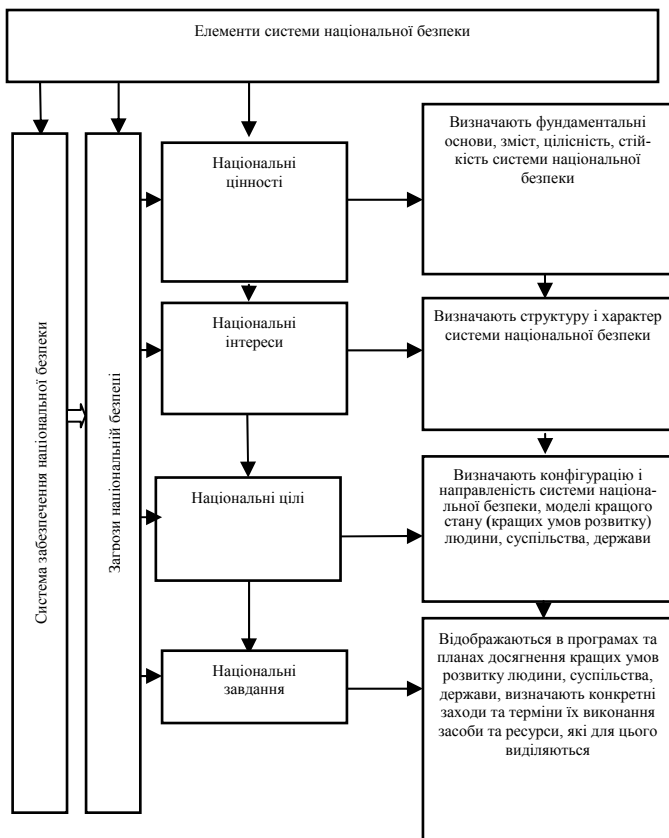 Елементи системи національної безпеки
Система забезпечення національної безпеки
Загрози національній безпеці
Національні
цінності
Визначають фундаментальні
основи, зміст, цілісність, стій-
кість системи національної
безпеки
Національні
інтереси
Визначають структуру і характер
системи національної безпеки
Національні цілі
Визначають конфігурацію і
направленість системи націона-
льної безпеки, моделі кращого
стану (кращих умов розвитку)
людини, суспільства, держави
Національні
завдання
Відображаються в програмах та
планах досягнення кращих умов
розвитку людини, суспільства,
держави, визначають конкретні
заходи та терміни їх виконання
засоби та ресурси, які для цього
виділяються